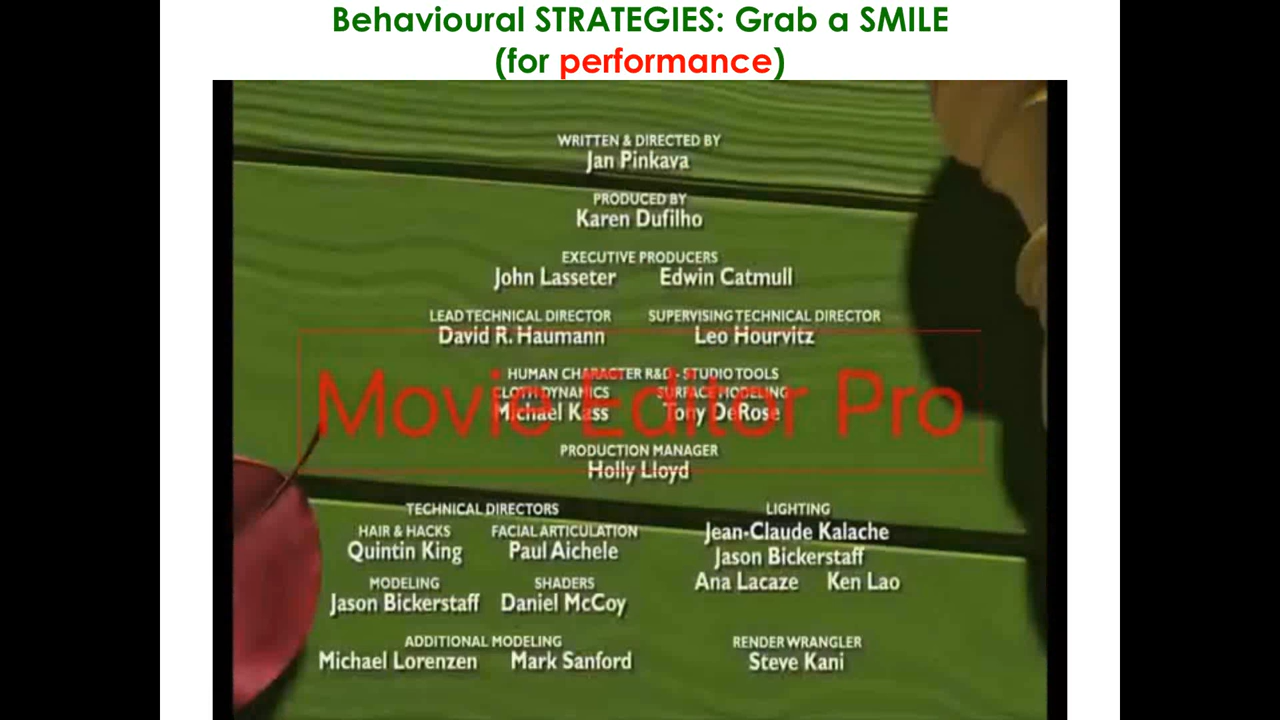 Behavioural STRATEGIES: Grab a SMILE
(for performance)
WRITTEN & DIRECTED BY
Jan Pinkava
PRODUCED BY
Karen Dufilho
EXECUTIVE PRODUCERS
John Lasseter Edwin Catmull
LEAD TECHNICAL DIRECTOR SUPERVISING TECHNICAL DIRECTOR
David R. Haumann Leo Hourvitz
HUMAN CHARACTER R&D - STUDIO TOOLS
CLOTH DYNAMICS SURFACE MODELING
Michael Kass Tony DeRose
Movie Editor Pro
PRODUCTION MANAGER
Holly Lloyd
TECHNICAL DIRECTORS LIGHTING
HAIR & HACKS FACIAL ARTICULATION Jean-Claude Kalache
Quintin King Paul Aichele Jason Bickerstaff
MODELING SHADERS Ana Lacaze Ken Lao
Jason Bickerstaff Daniel McCoy
ADDITIONAL MODELING RENDER WRANGLER
Michael Lorenzen Mark Sanford Steve Kani